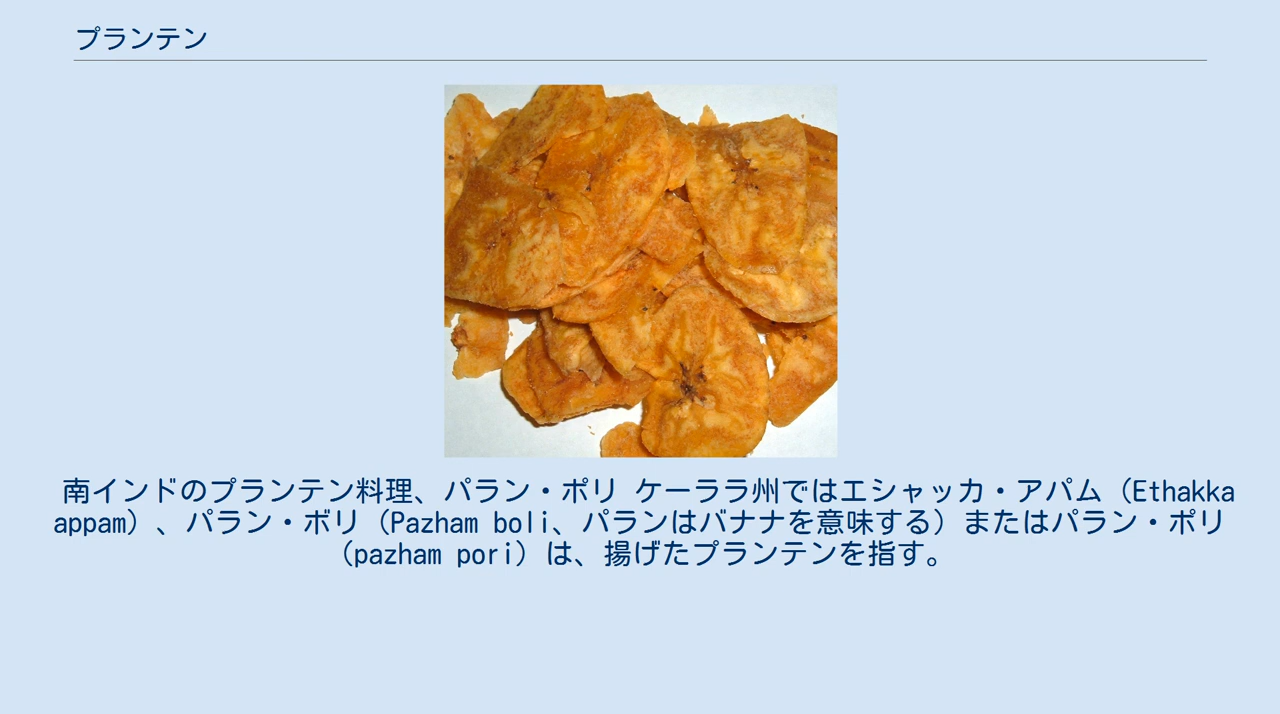 プランテン
南インドのプランテン料理、パラン・ポリ ケーララ州ではエシャッカ・アパム（Ethakka
appam）、パラン・ボリ（Pazham boli、パランはバナナを意味する）またはパラン・ポリ
（pazham pori）は、揚げたプランテンを指す。